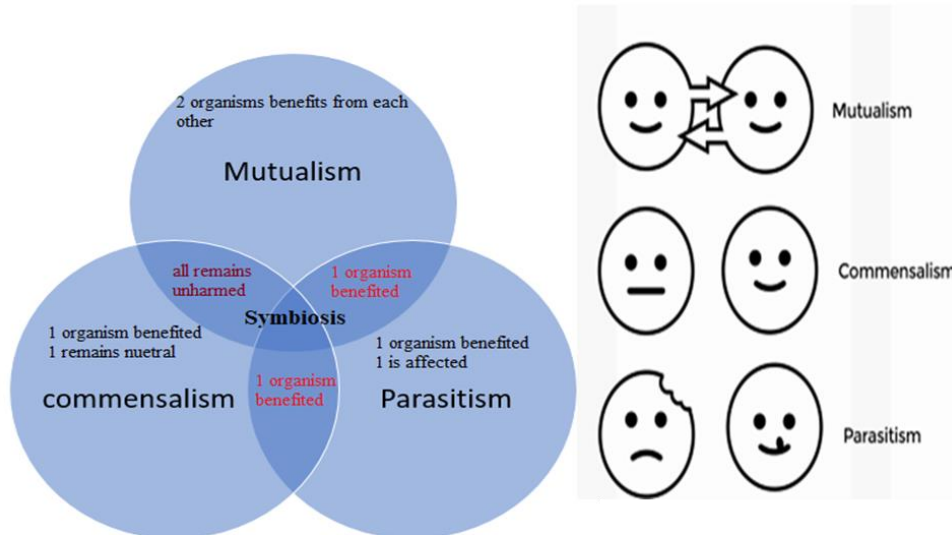 2 organisms benefits from each
other
Mutualism
all remains
unharmed
1 organism
benefited
Symbiosis
1 organism benefited
1 remains nuetral
commensalism
1 organism
benefited
1 organism benefited
1 is affected
Parasitism
Mutualism
Commensalism
Parasitism